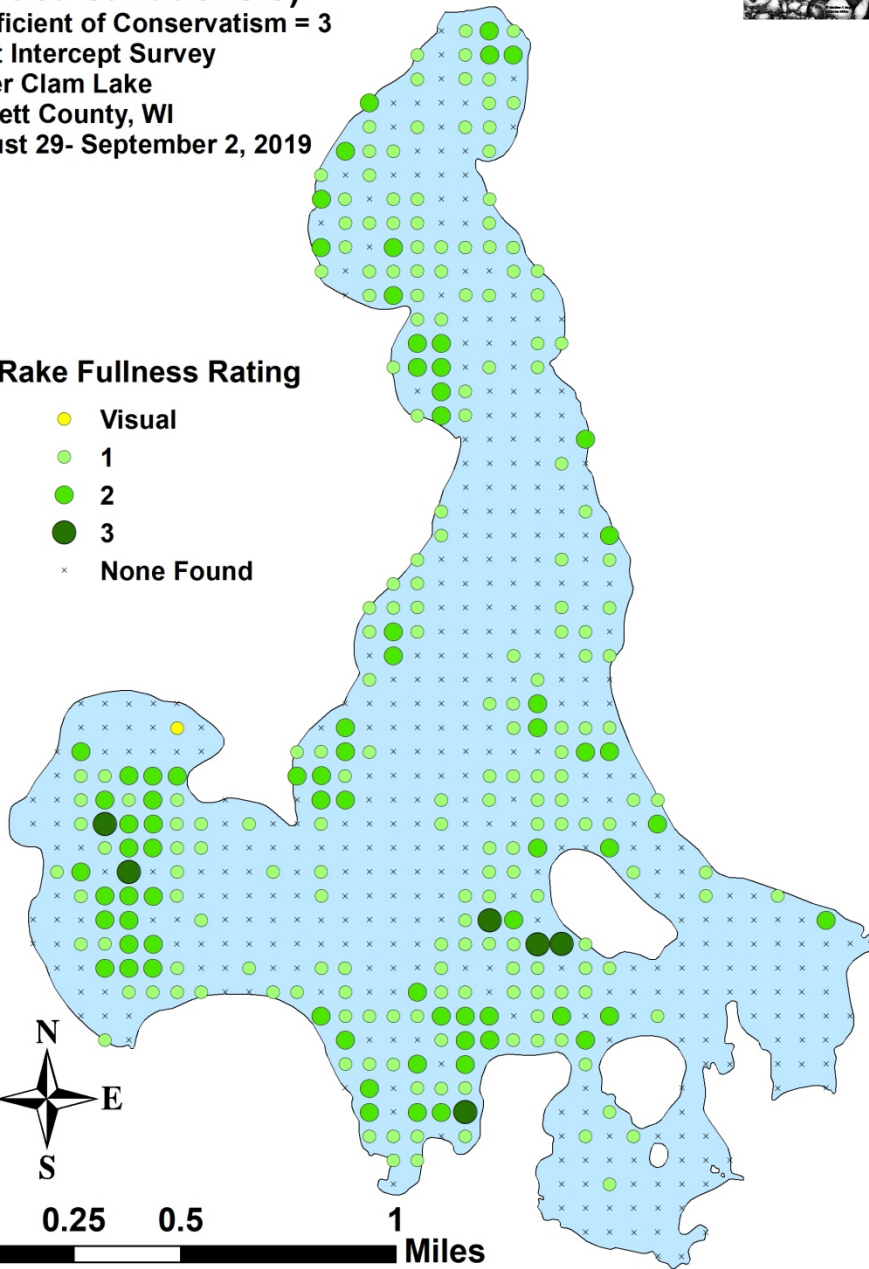 ficient of Conservatism = 3
t Intercept Survey
er Clam Lake
ett County, WI
ust 29- September 2, 2019
Rake Fullness Rating
Visual
1
2
3
None Found
N
E
S
0.25 0.5 1
Miles